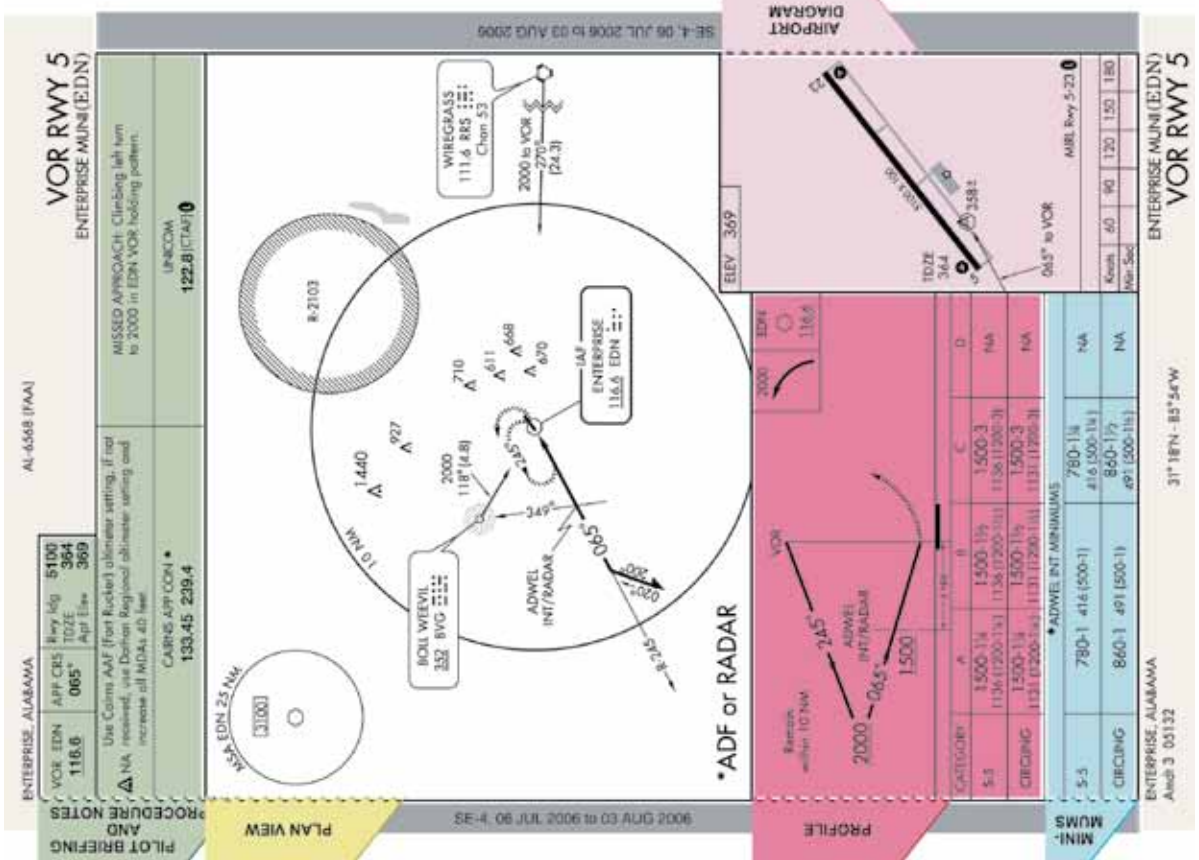 ENTERPRISE, ALABAMA
AL-6568 (FAA)
VOR RWY 5
ENTERPRISE MUNI (EDN)
VOR EDN
116.6
APP CRS
065°
Rwy ldg 5100
TDZE 364
Apt Elev 369
PILOT BRIEFING
AND
PROCEDURE NOTES
Use Cairns AAF (Fort Rucker) altimeter setting; if not
NA received, use Dothan Regional altimeter setting and
increase all MDAs 40 feet.
MISSED APPROACH: Climbing left turn
to 2000 in EDN VOR holding pattern.
CAIRNS APP CON *
133.45 239.4
UNICOM
122.8 (CTAF)
PLAN VIEW
MSA EDN 25 NM
3100
10 NM
R-2103
1440
927
710
611
668
670
WIREGRASS
111.6 RRS
Chan 53
2000 to VOR
270°
(24.3)
BOLL WEEVIL
352 BVG
2000
118° (4.8)
349°
245°
065°
ADWEL
INT/RADAR
IAF
ENTERPRISE
116.6 EDN
020°
200°
R-245
*ADF or RADAR
SE-4, 06 JUL 2006 to 03 AUG 2006
SE-4, 06 JUL 2006 to 03 AUG 2006
PROFILE
Remain
within 10 NM
VOR
2000
245°
065°
ADWEL
INT/RADAR
1500
2000
EDN
116.6
CATEGORY A B C D
S-5 1500-1¼ 1136 (1200-1¼) 1500-1½ 1136 (1200-1½) 1500-3 1136 (1200-3) NA
CIRCLING 1500-1¼ 1131 (1200-1¼) 1500-1½ 1131 (1200-1½) 1500-3 1131 (1200-3) NA
MINI-
MUMS
*ADWEL INT MINIMUMS
S-5 780-1 416 (500-1) 780-1¼ 416 (500-1¼) NA
CIRCLING 860-1 491 (500-1) 860-1½ 491 (500-1½) NA
AIRPORT
DIAGRAM
ELEV 369
23
5100 X 100
358±
TDZE
364
065° to VOR
MIRL Rwy 5-23
Knots 60 90 120 150 180
Min: Sec
ENTERPRISE, ALABAMA
Amdt 3 05132
31°18'N - 85°54'W
ENTERPRISE MUNI (EDN)
VOR RWY 5